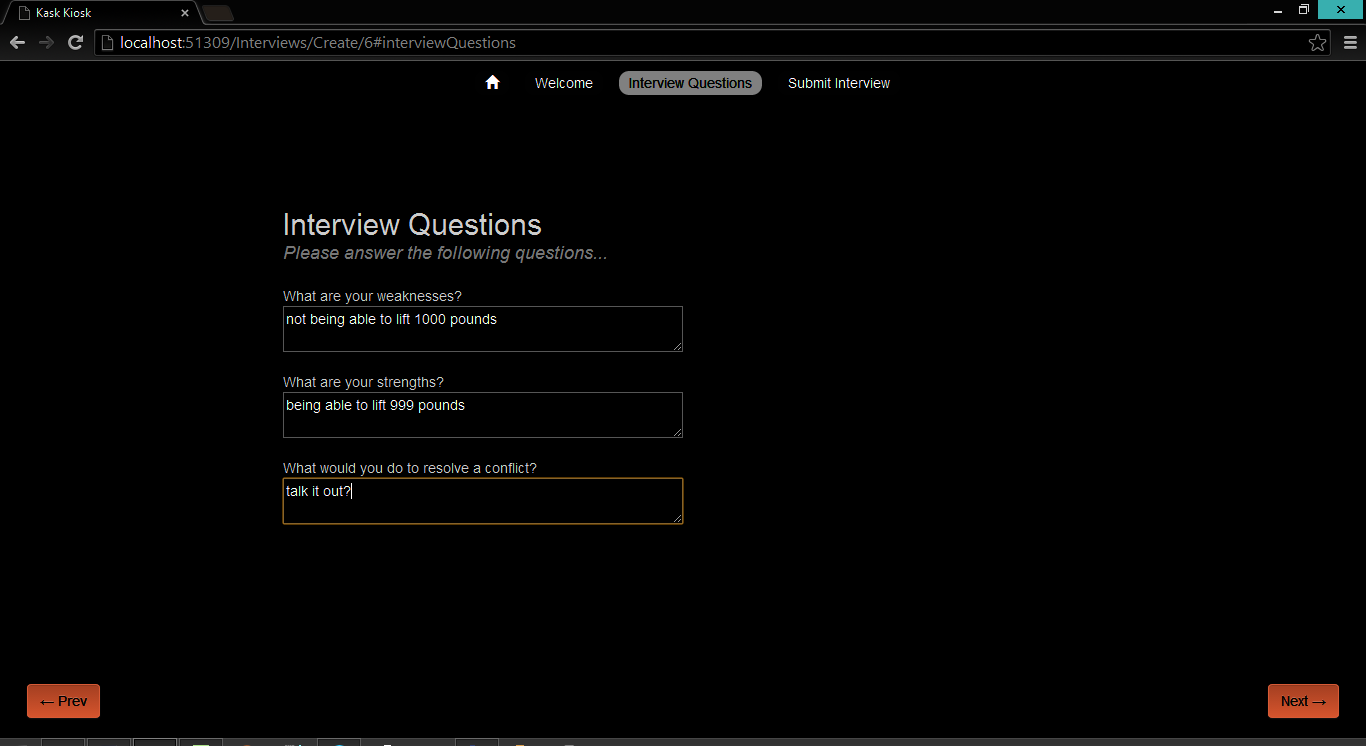 Kask Kiosk
localhost:51309/Interviews/Create/6#interviewQuestions
Welcome Interview Questions Submit Interview
Interview Questions
Please answer the following questions...
What are your weaknesses?
not being able to lift 1000 pounds
What are your strengths?
being able to lift 999 pounds
What would you do to resolve a conflict?
talk it out?
← Prev Next →